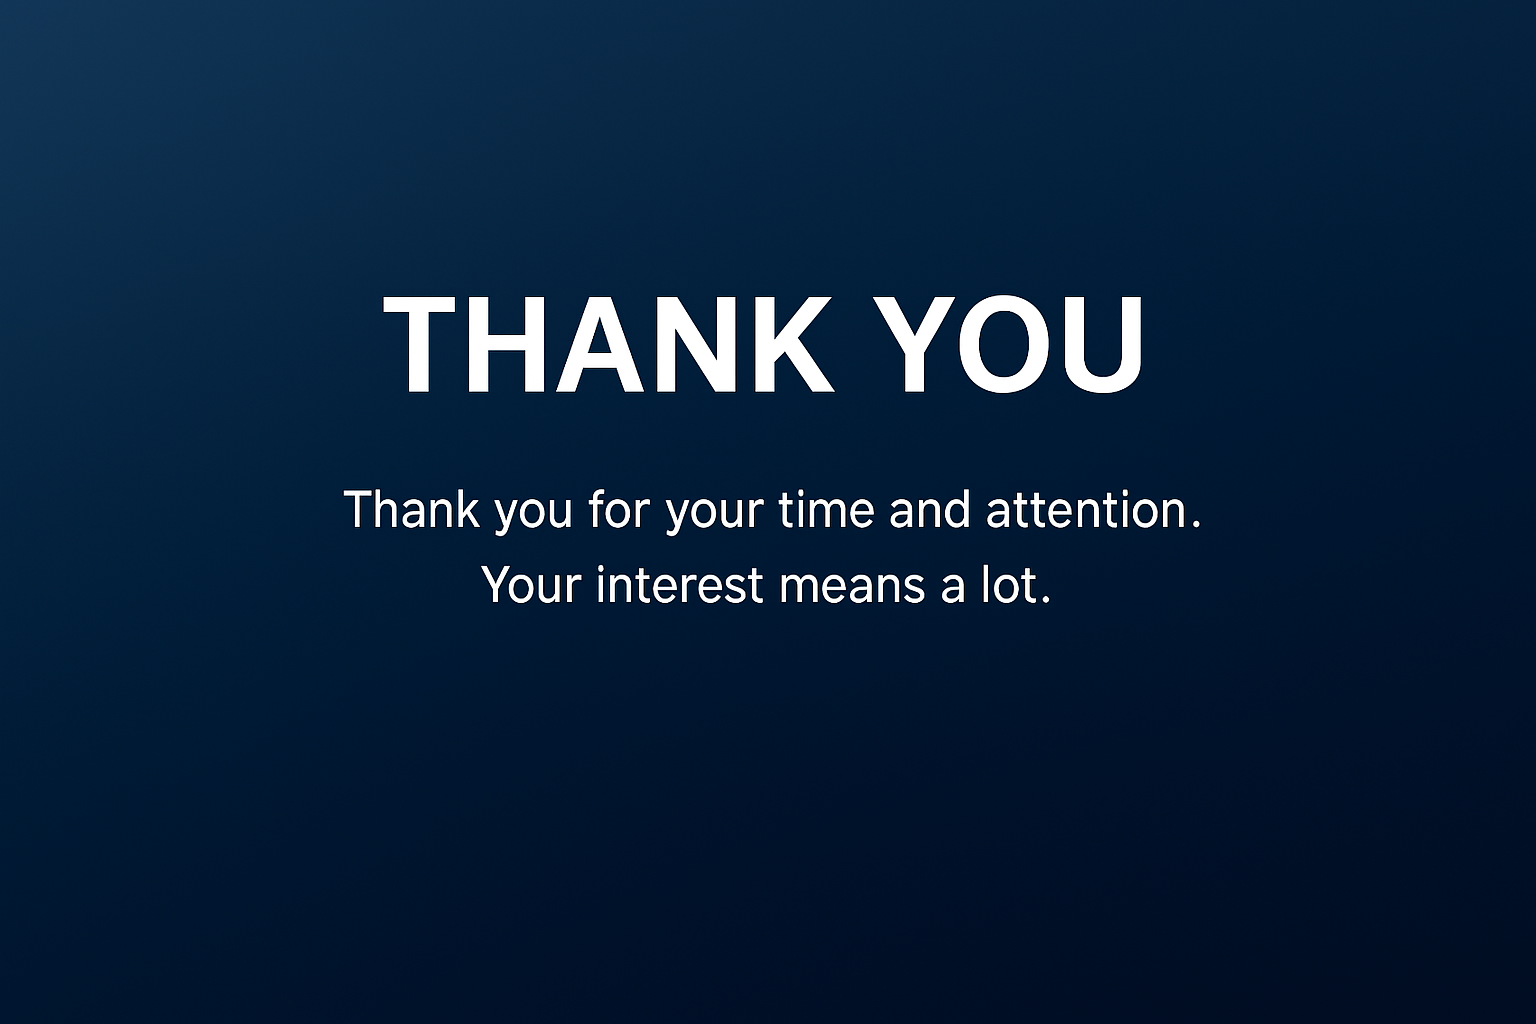 THANK YOU
Thank you for your time and attention.
Your interest means a lot.